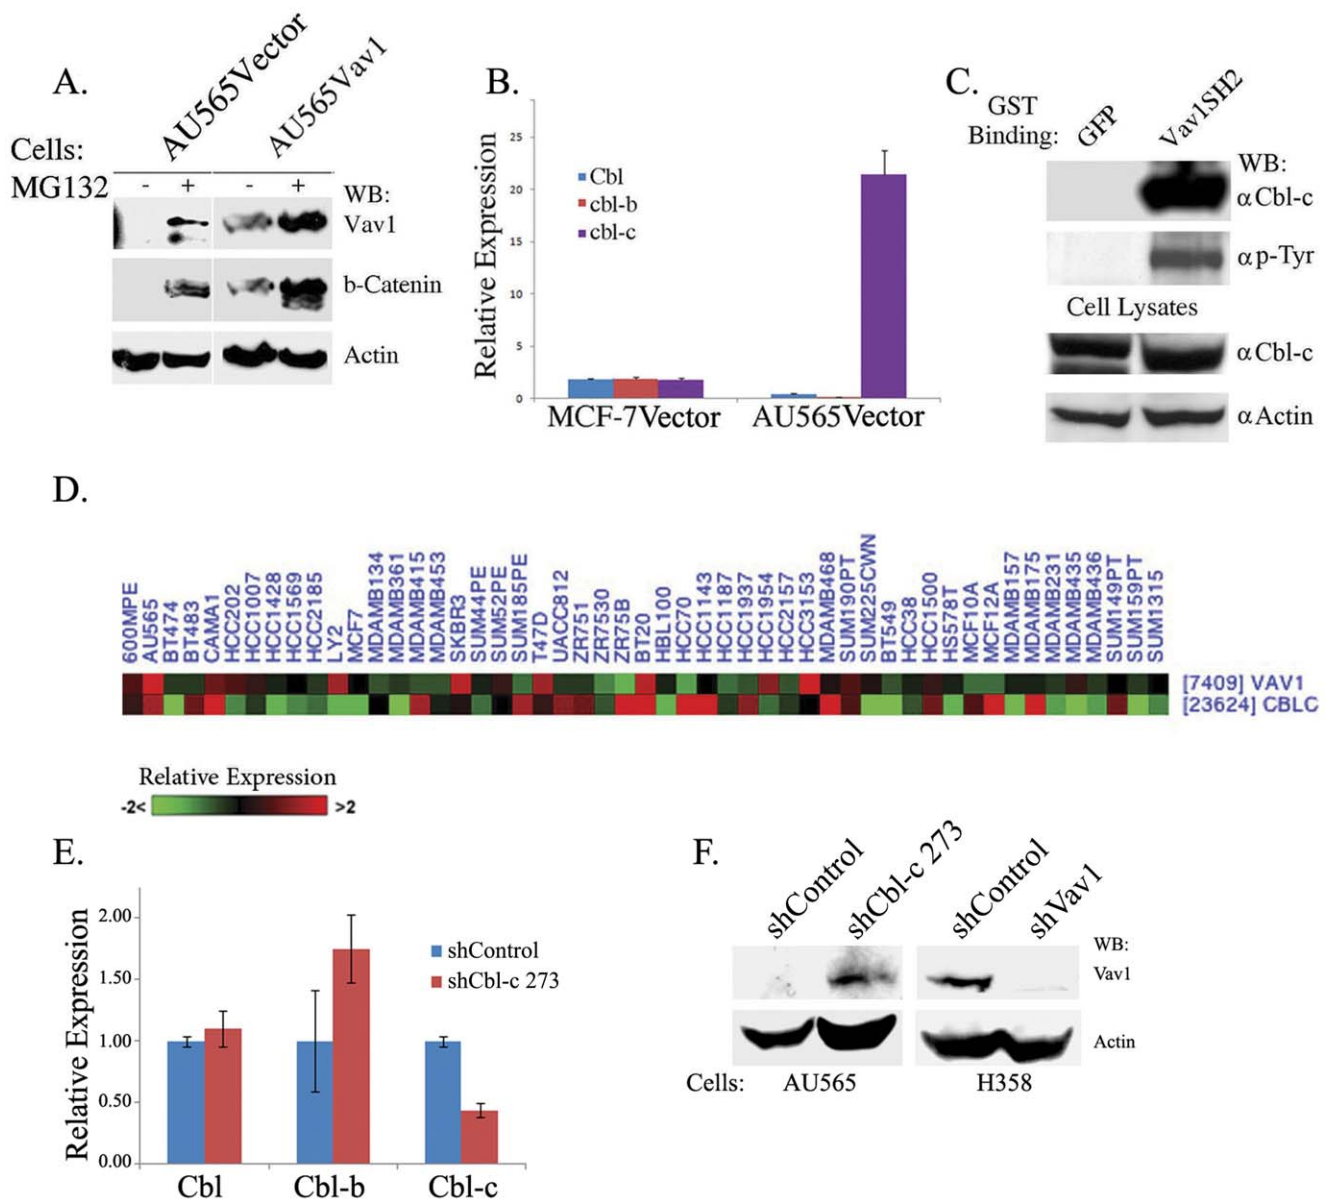 A.
AU565Vector
AU565Vav1
Cells:
MG132 - + - +
WB:
Vav1
b-Catenin
Actin
B.
Relative Expression
25
20
15
10
5
0
Cbl
cbl-b
cbl-c
MCF-7Vector AU565Vector
C.
GST
Binding:
GFP
Vav1SH2
WB:
αCbl-c
αp-Tyr
Cell Lysates
αCbl-c
αActin
D.
600MPE
AU565
BT474
BT483
CAMA1
HCC202
HCC1007
HCC1428
HCC1569
HCC2185
LY2
MCF7
MDAMB134
MDAMB361
MDAMB415
MDAMB453
SKBR3
SUM44PE
SUM52PE
SUM185PE
T47D
UACC812
ZR751
ZR7530
ZR75B
BT20
HBL100
HCC70
HCC1143
HCC1187
HCC1937
HCC1954
HCC2157
HCC3153
MDAMB468
SUM190PT
SUM225CWN
BT549
HCC38
HCC1500
HS578T
MCF10A
MCF12A
MDAMB157
MDAMB175
MDAMB231
MDAMB435
MDAMB436
SUM149PT
SUM159PT
SUM1315
[7409] VAV1
[23624] CBLC
Relative Expression
-2< >2
E.
Relative Expression
2.00
1.50
1.00
0.50
0.00
shControl
shCbl-c 273
Cbl Cbl-b Cbl-c
F.
shControl
shCbl-c 273
shControl
shVav1
WB:
Vav1
Actin
Cells: AU565 H358